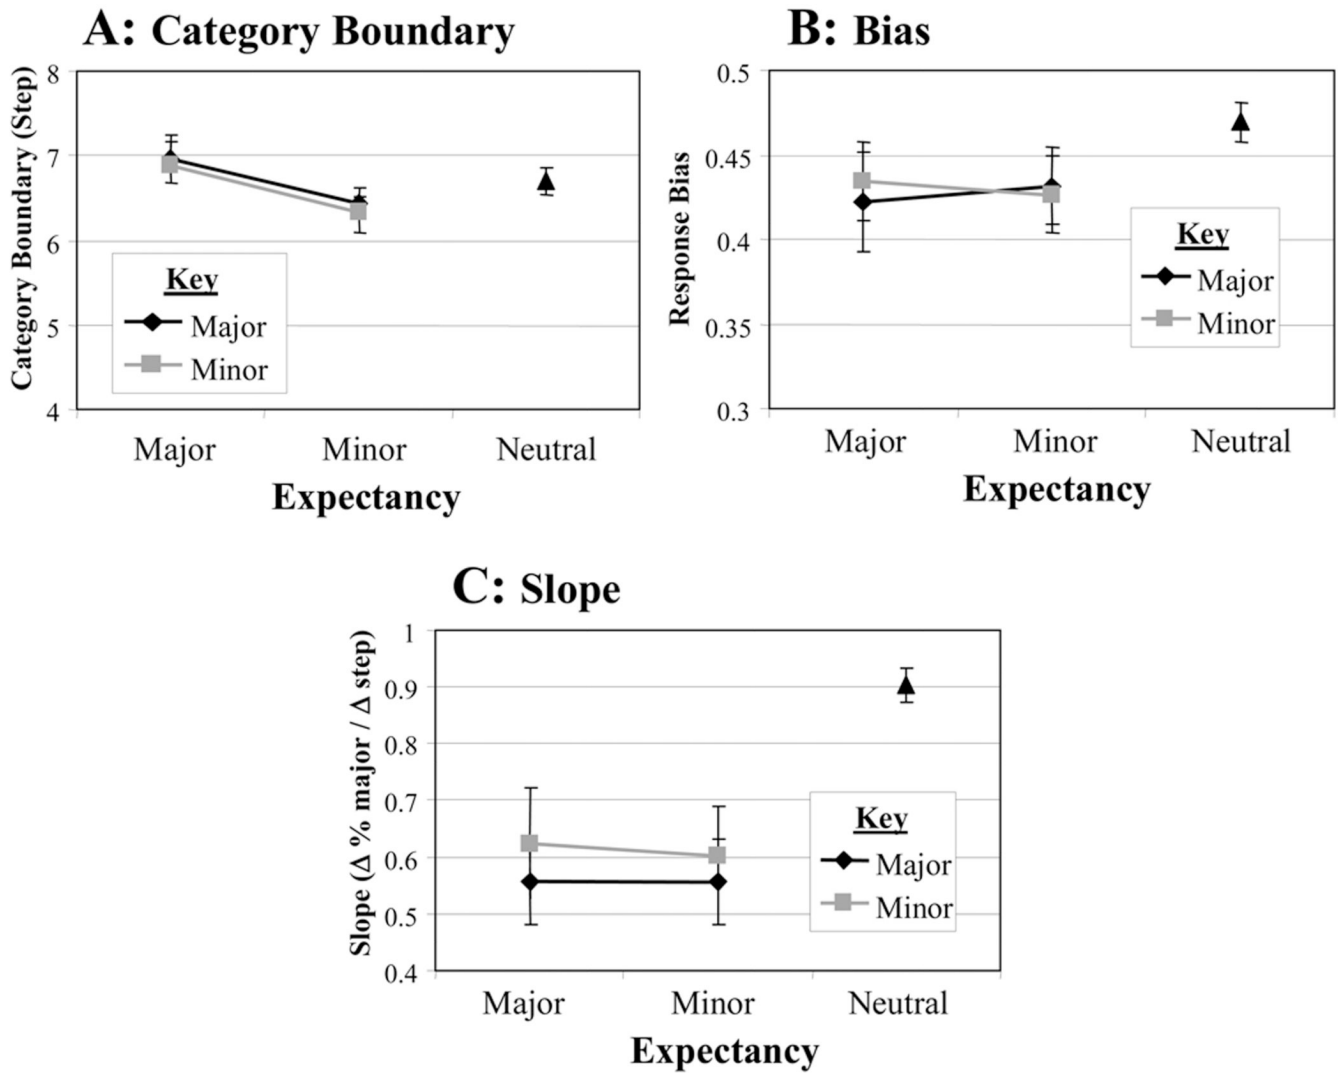 A: Category Boundary
Category Boundary (Step)
8
7
6
5
4
Key
Major
Minor
Major Minor Neutral
Expectancy
B: Bias
Response Bias
0.5
0.45
0.4
0.35
0.3
Key
Major
Minor
Major Minor Neutral
Expectancy
C: Slope
Slope (Δ % major / Δ step)
1
0.9
0.8
0.7
0.6
0.5
0.4
Key
Major
Minor
Major Minor Neutral
Expectancy